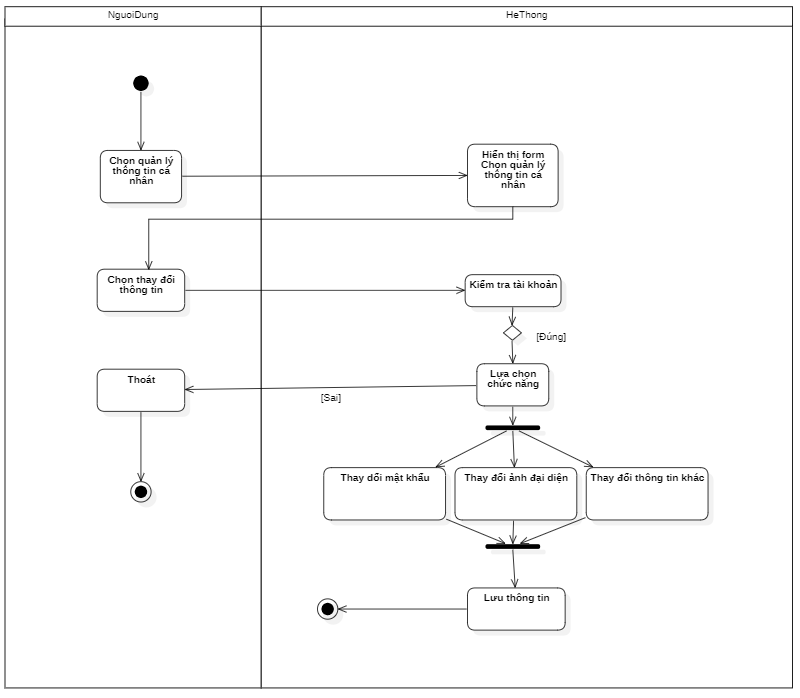 NguoiDung
HeThong
Chọn quản lý
thông tin cá
nhân
Hiển thị form
Chọn quản lý
thông tin cá
nhân
Chọn thay đổi
thông tin
Kiểm tra tài khoản
[Đúng]
Thoát
[Sai]
Lựa chọn
chức năng
Thay dổi mật khẩu
Thay đổi ảnh đại diện
Thay đổi thông tin khác
Lưu thông tin